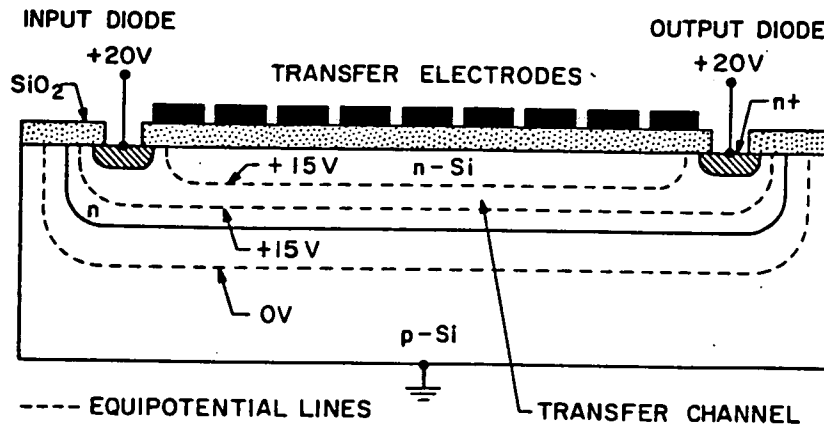 INPUT DIODE
+20V
OUTPUT DIODE
+20V
TRANSFER ELECTRODES
SiO2
n+
+15V
n-Si
n
+15V
0V
p-Si
---- EQUIPOTENTIAL LINES
TRANSFER CHANNEL